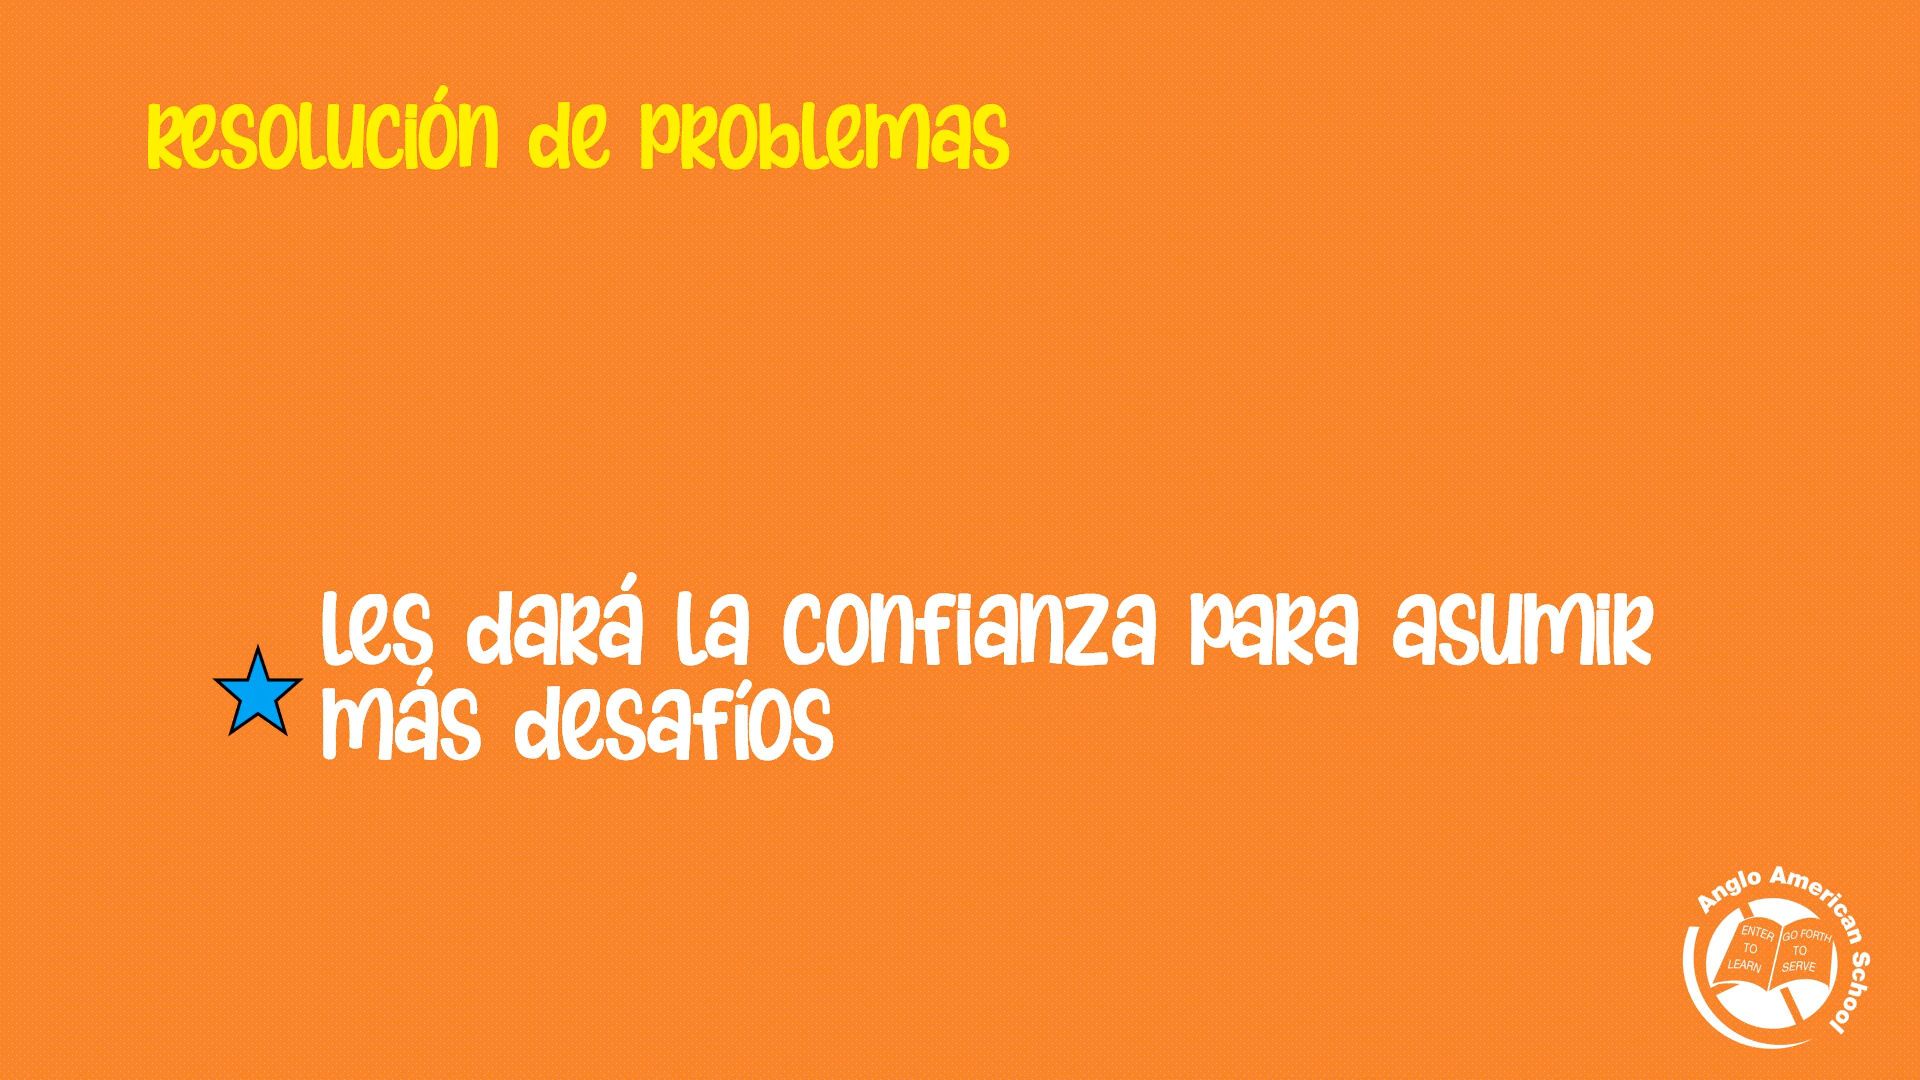 Resolución de problemas
Les dará la confianza para asumir
más desafíos
Anglo American School
ENTER
TO
LEARN
GO FORTH
TO
SERVE